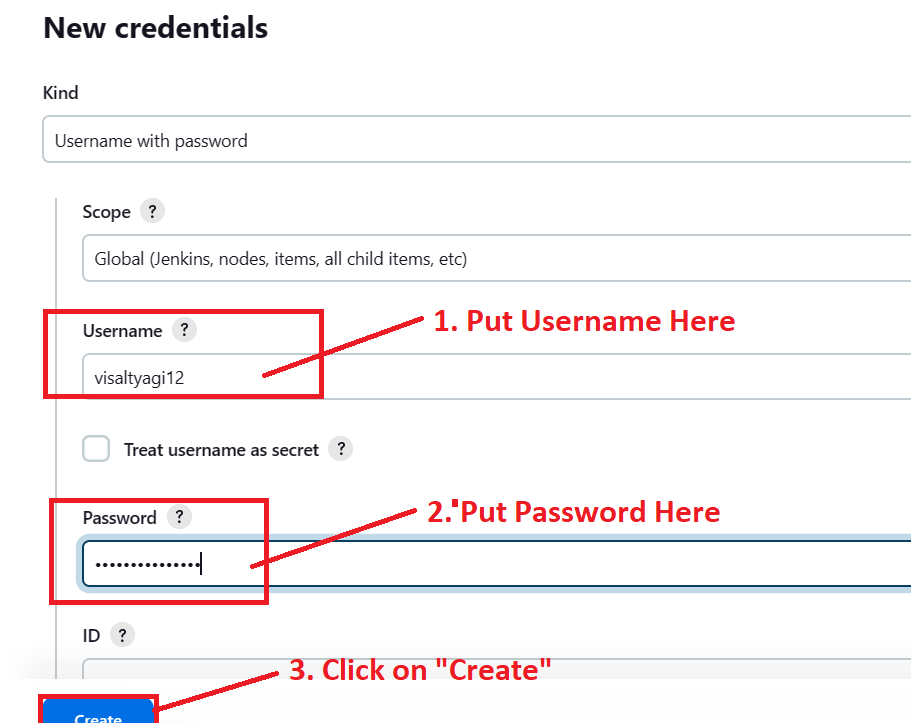 New credentials
Kind
Username with password
Scope ?
Global (Jenkins, nodes, items, all child items, etc)
1. Put Username Here
Username ?
visaltyagi12
Treat username as secret ?
2.'Put Password Here
Password ?
•••••••••••••••
ID ?
3. Click on "Create"
Create